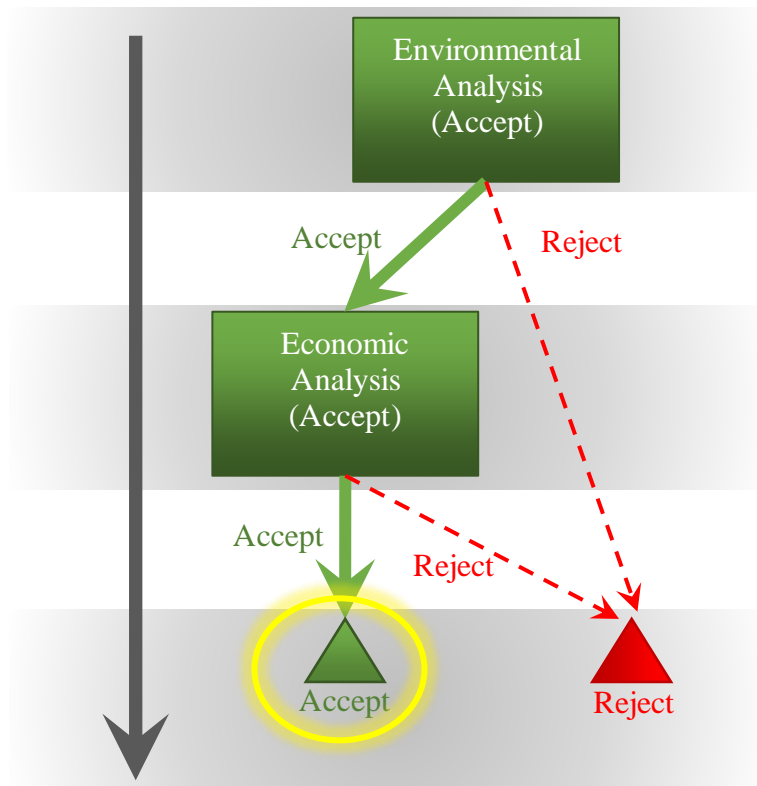 Environmental
Analysis
(Accept)
Accept
Reject
Economic
Analysis
(Accept)
Accept
Reject
Accept
Reject